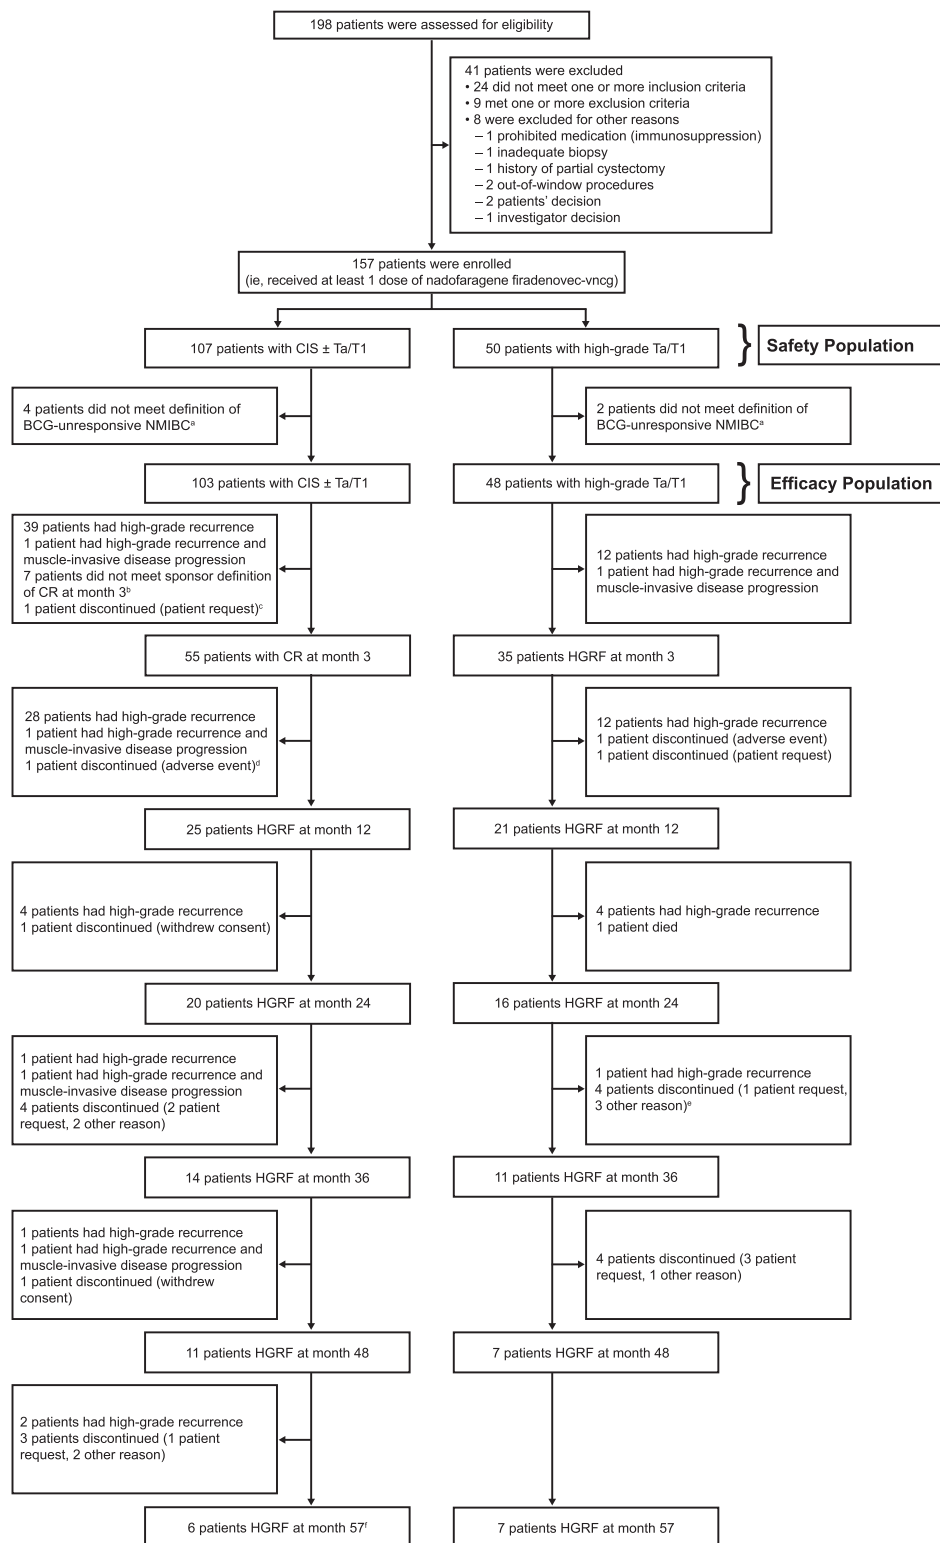 198 patients were assessed for eligibility
41 patients were excluded
• 24 did not meet one or more inclusion criteria
• 9 met one or more exclusion criteria
• 8 were excluded for other reasons
– 1 prohibited medication (immunosuppression)
– 1 inadequate biopsy
– 1 history of partial cystectomy
– 2 out-of-window procedures
– 2 patients' decision
– 1 investigator decision
157 patients were enrolled
(ie, received at least 1 dose of nadofaragene firadenovec-vncg)
107 patients with CIS ± Ta/T1
50 patients with high-grade Ta/T1
} Safety Population
4 patients did not meet definition of
BCG-unresponsive NMIBCᵃ
2 patients did not meet definition of
BCG-unresponsive NMIBCᵃ
103 patients with CIS ± Ta/T1
48 patients with high-grade Ta/T1
} Efficacy Population
39 patients had high-grade recurrence
1 patient had high-grade recurrence and
muscle-invasive disease progression
7 patients did not meet sponsor definition
of CR at month 3ᵇ
1 patient discontinued (patient request)ᶜ
12 patients had high-grade recurrence
1 patient had high-grade recurrence and
muscle-invasive disease progression
55 patients with CR at month 3
35 patients HGRF at month 3
28 patients had high-grade recurrence
1 patient had high-grade recurrence and
muscle-invasive disease progression
1 patient discontinued (adverse event)ᵈ
12 patients had high-grade recurrence
1 patient discontinued (adverse event)
1 patient discontinued (patient request)
25 patients HGRF at month 12
21 patients HGRF at month 12
4 patients had high-grade recurrence
1 patient discontinued (withdrew consent)
4 patients had high-grade recurrence
1 patient died
20 patients HGRF at month 24
16 patients HGRF at month 24
1 patient had high-grade recurrence
1 patient had high-grade recurrence and
muscle-invasive disease progression
4 patients discontinued (2 patient
request, 2 other reason)
1 patient had high-grade recurrence
4 patients discontinued (1 patient request,
3 other reason)ᵉ
14 patients HGRF at month 36
11 patients HGRF at month 36
1 patients had high-grade recurrence
1 patient had high-grade recurrence and
muscle-invasive disease progression
1 patient discontinued (withdrew
consent)
4 patients discontinued (3 patient
request, 1 other reason)
11 patients HGRF at month 48
7 patients HGRF at month 48
2 patients had high-grade recurrence
3 patients discontinued (1 patient
request, 2 other reason)
6 patients HGRF at month 57ᶠ
7 patients HGRF at month 57